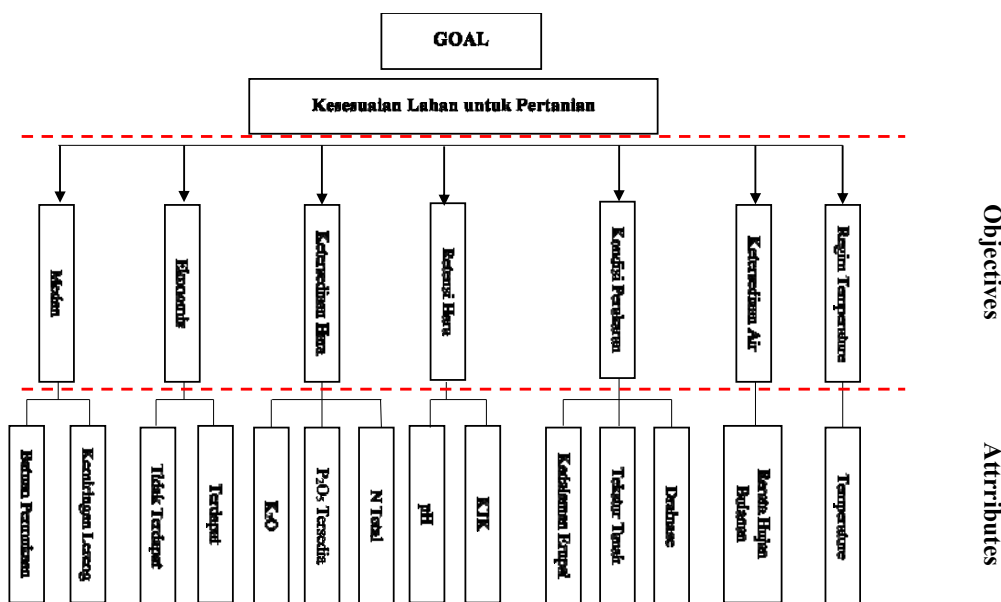 GOAL
Kesesuaian Lahan untuk Pertanian
Objectives
Medan
Ekonomis
Ketersediaan Hara
Retensi Hara
Kondisi Perakaran
Ketersediaan Air
Regim Temperature
Attrributes
Batuan Permukaan
Kemiringan Lereng
Tidak Terdapat
Terdapat
K₂O
P₂O₅ Tersedia
N Total
pH
KTK
Kedalaman Efupel
Tekstur Tanah
Drainase
Rerata Hujan
Bulanan
Temperature